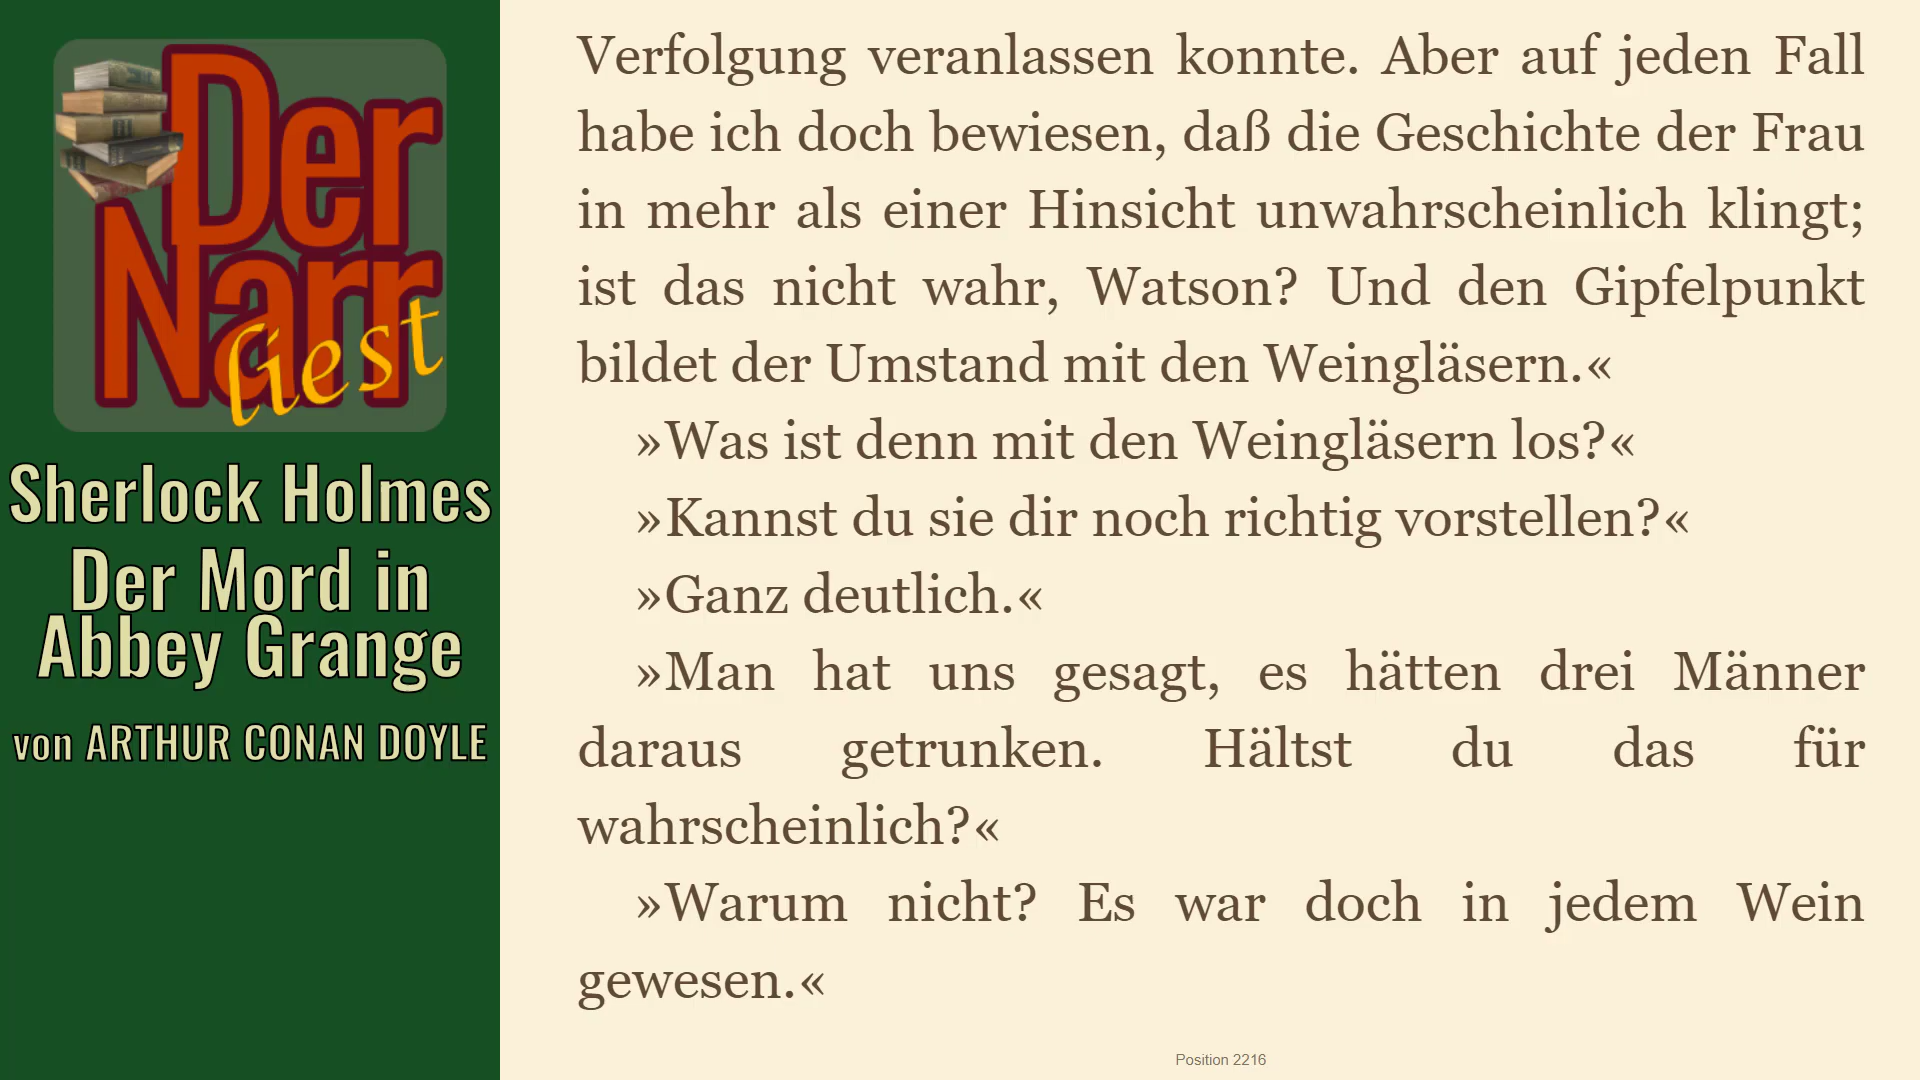 Der
Narr
liest
Sherlock Holmes
Der Mord in
Abbey Grange
von ARTHUR CONAN DOYLE
Verfolgung veranlassen konnte. Aber auf jeden Fall
habe ich doch bewiesen, daß die Geschichte der Frau
in mehr als einer Hinsicht unwahrscheinlich klingt;
ist das nicht wahr, Watson? Und den Gipfelpunkt
bildet der Umstand mit den Weingläsern.«
»Was ist denn mit den Weingläsern los?«
»Kannst du sie dir noch richtig vorstellen?«
»Ganz deutlich.«
»Man hat uns gesagt, es hätten drei Männer
daraus getrunken. Hältst du das für
wahrscheinlich?«
»Warum nicht? Es war doch in jedem Wein
gewesen.«
Position 2216